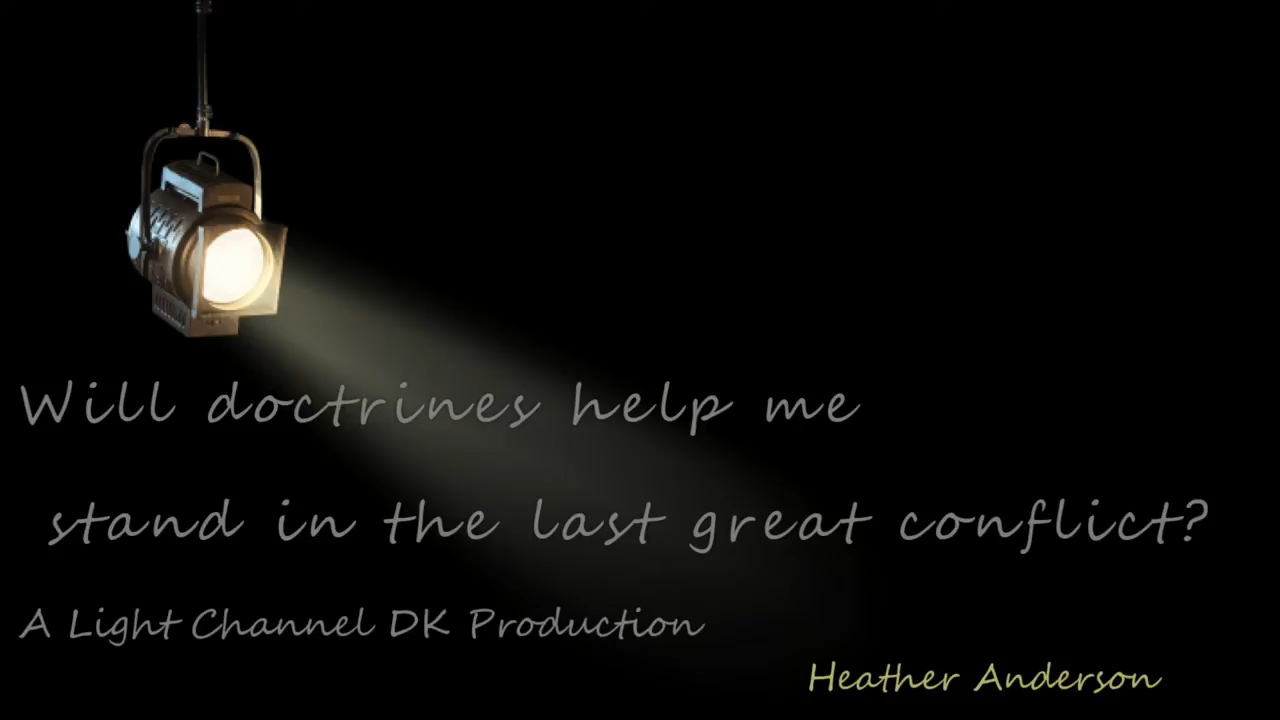 Will doctrines help me
stand in the last great conflict?
A Light Channel DK Production
Heather Anderson